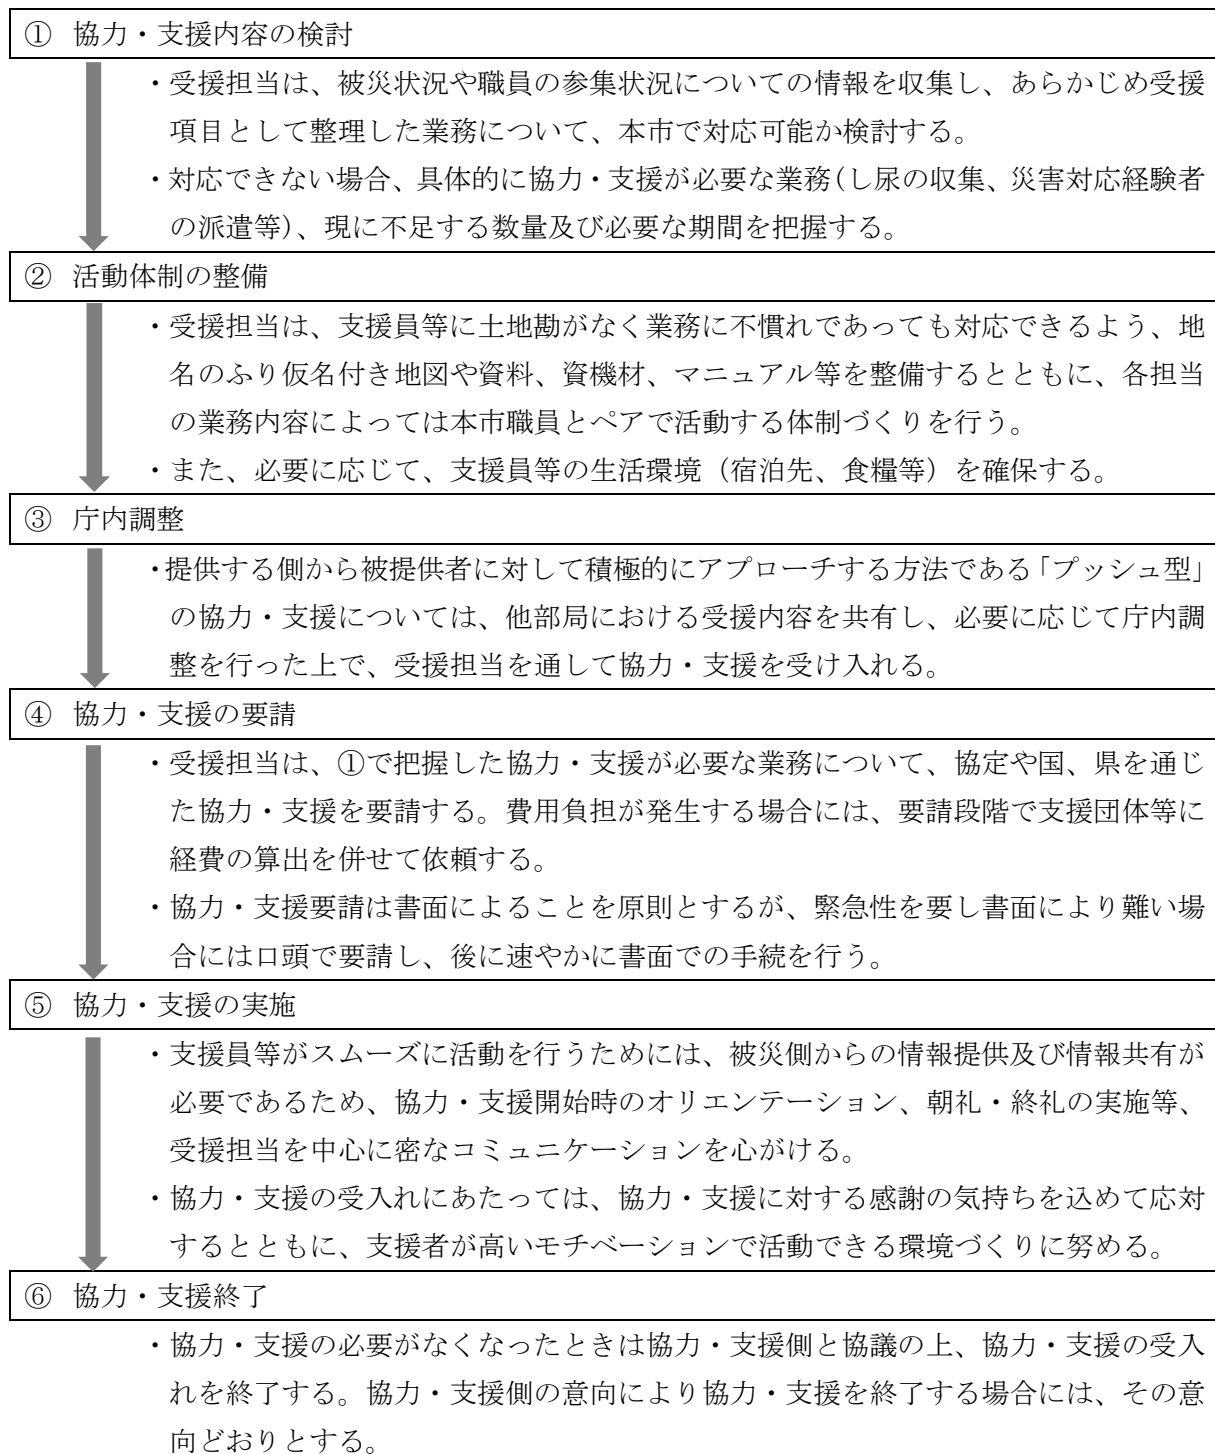 ① 協力・支援内容の検討
・受援担当は、被災状況や職員の参集状況についての情報を収集し、あらかじめ受援
項目として整理した業務について、本市で対応可能か検討する。
・対応できない場合、具体的に協力・支援が必要な業務(し尿の収集、災害対応経験者
の派遣等)、現に不足する数量及び必要な期間を把握する。
② 活動体制の整備
・受援担当は、支援員等に土地勘がなく業務に不慣れであっても対応できるよう、地
名のふり仮名付き地図や資料、資機材、マニュアル等を整備するとともに、各担当
の業務内容によっては本市職員とペアで活動する体制づくりを行う。
・また、必要に応じて、支援員等の生活環境（宿泊先、食糧等）を確保する。
③ 庁内調整
・提供する側から被提供者に対して積極的にアプローチする方法である「プッシュ型」
の協力・支援については、他部局における受援内容を共有し、必要に応じて庁内調
整を行った上で、受援担当を通して協力・支援を受け入れる。
④ 協力・支援の要請
・受援担当は、①で把握した協力・支援が必要な業務について、協定や国、県を通じ
た協力・支援を要請する。費用負担が発生する場合には、要請段階で支援団体等に
経費の算出を併せて依頼する。
・協力・支援要請は書面によることを原則とするが、緊急性を要し書面により難い場
合には口頭で要請し、後に速やかに書面での手続を行う。
⑤ 協力・支援の実施
・支援員等がスムーズに活動を行うためには、被災側からの情報提供及び情報共有が
必要であるため、協力・支援開始時のオリエンテーション、朝礼・終礼の実施等、
受援担当を中心に密なコミュニケーションを心がける。
・協力・支援の受入れにあたっては、協力・支援に対する感謝の気持ちを込めて応対
するとともに、支援者が高いモチベーションで活動できる環境づくりに努める。
⑥ 協力・支援終了
・協力・支援の必要がなくなったときは協力・支援側と協議の上、協力・支援の受入
れを終了する。協力・支援側の意向により協力・支援を終了する場合には、その意
向どおりとする。